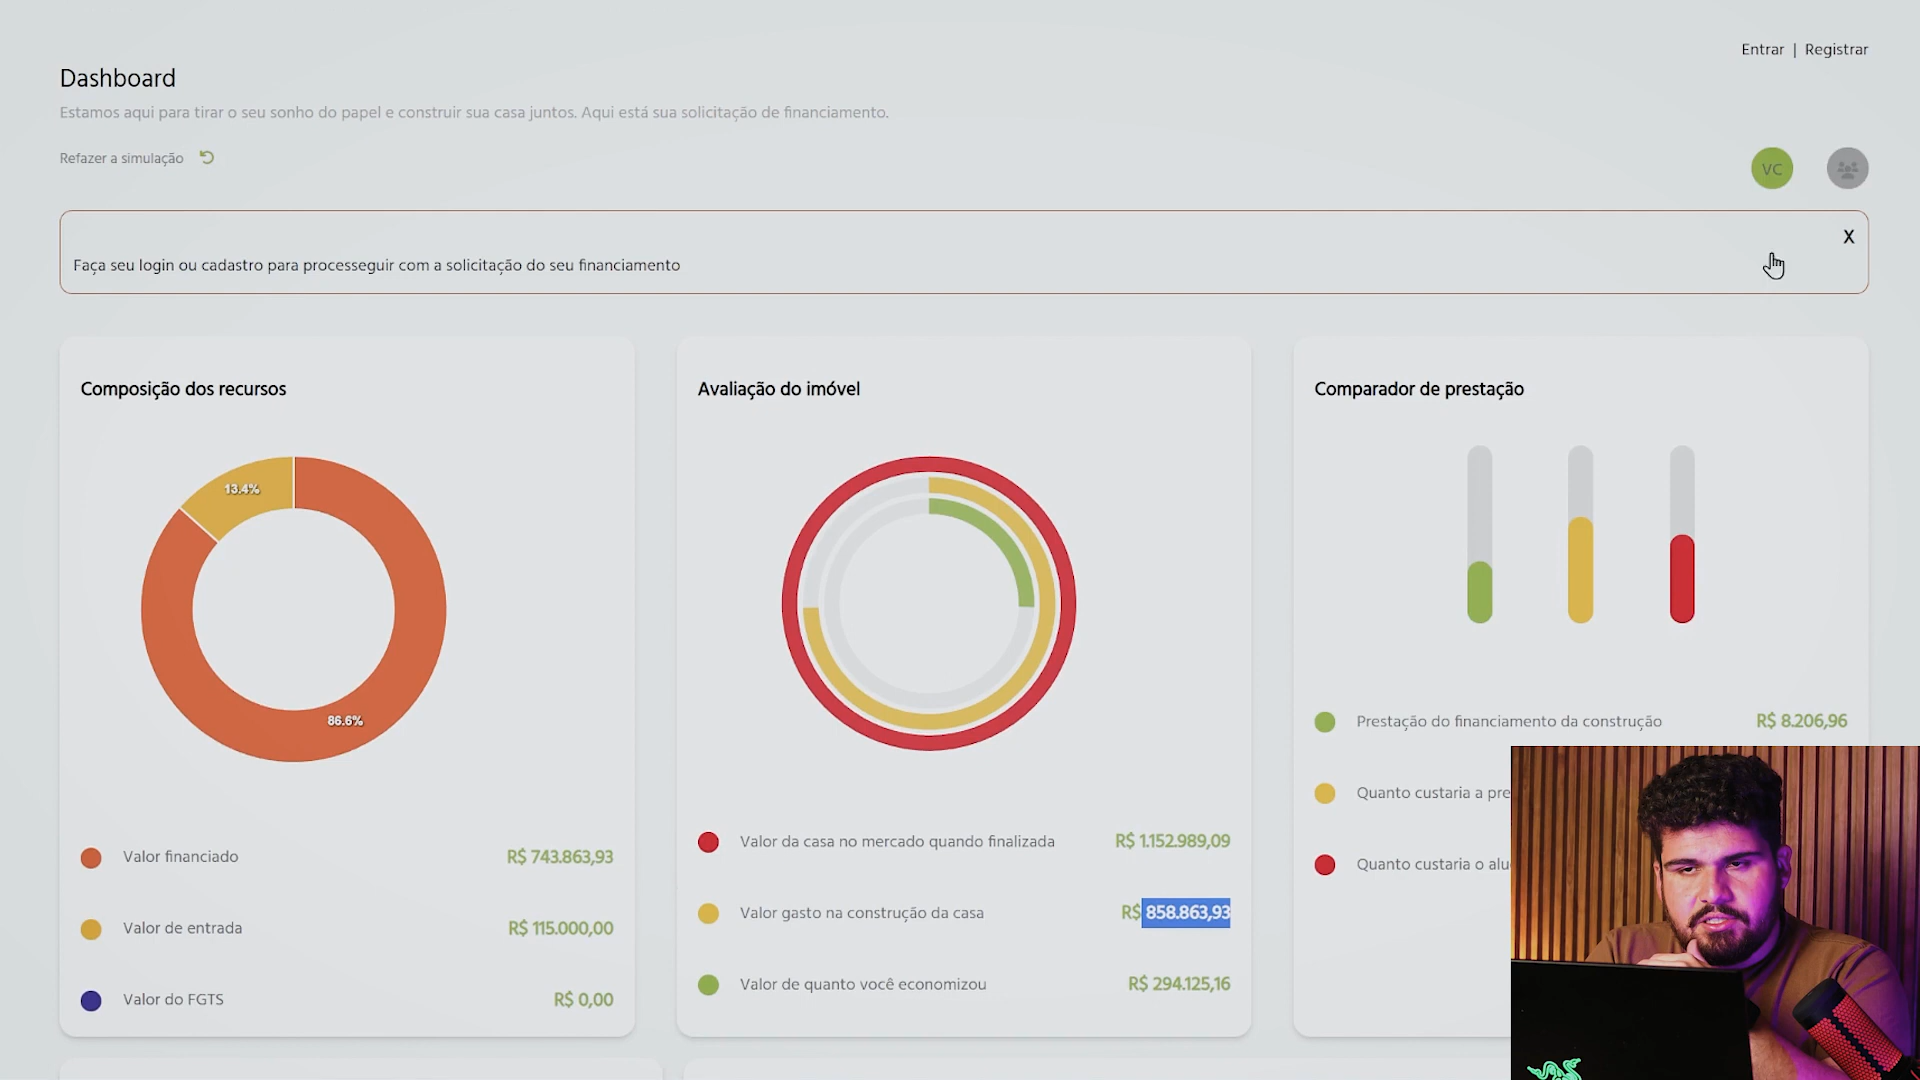 Entrar | Registrar
Dashboard
Estamos aqui para tirar o seu sonho do papel e construir sua casa juntos. Aqui está sua solicitação de financiamento.
Refazer a simulação
VC
X
Faça seu login ou cadastro para processeguir com a solicitação do seu financiamento
Composição dos recursos
13.4%
86.6%
Valor financiado R$ 743.863,93
Valor de entrada R$ 115.000,00
Valor do FGTS R$ 0,00
Avaliação do imóvel
Valor da casa no mercado quando finalizada R$ 1.152.989,09
Valor gasto na construção da casa R$ 858.863,93
Valor de quanto você economizou R$ 294.125,16
Comparador de prestação
Prestação do financiamento da construção R$ 8.206,96
Quanto custaria a pre
Quanto custaria o alu